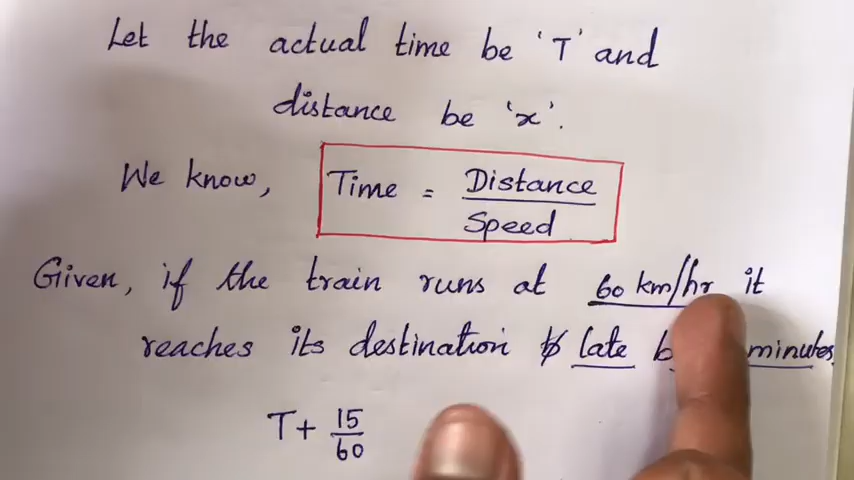 Let the actual time be 'T' and
distance be 'x'.
We know, Time = Distance / Speed
Given, if the train runs at 60 km/hr it
reaches its destination late minutes.
T + 15/60